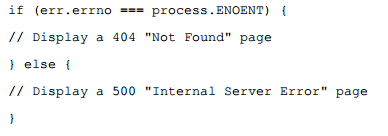 if (err.errno === process.ENOENT) {
// Display a 404 "Not Found" page
} else {
// Display a 500 "Internal Server Error" page
}